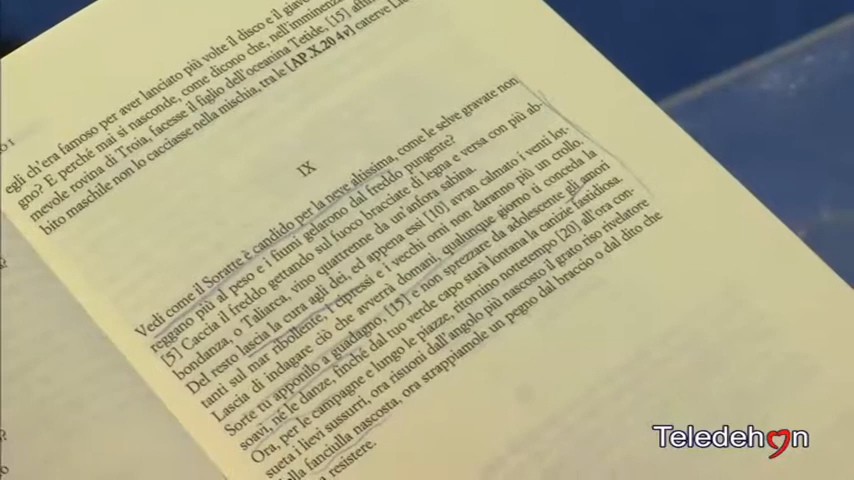 egli ch'era famoso per aver lanciato più volte il disco e il giavel
gno? E perché mai si nasconde, come dicono che, nell'imminenza
mevole rovina di Troia, facesse il figlio dell'oceanina Tetide, [15] affin
bito maschile non lo cacciasse nella mischia, tra le [AP.X.20 4v] caterve
IX
Vedi come il Soratte è candido per la neve altissima, come le selve gravate non
reggano più al peso e i fiumi gelarono dal freddo pungente?
[5] Caccia il freddo gettando sul fuoco bracciate di legna e versa con più ab-
bondanza, o Taliarca, vino quattrenne da un'anfora sabina.
Del resto lascia la cura agli dei, ed appena essi [10] avran calmato i venti lot-
tanti sul mar ribollente, i cipressi e i vecchi orni non daranno più un crollo.
Lascia di indagare ciò che avverrà domani, qualunque giorno ti conceda la
Sorte tu apponilo a guadagno, [15] e non sprezzare da adolescente gli amori
soavi, né le danze, finché dal tuo verde capo starà lontana la canizie fastidiosa.
Ora, per le campagne e lungo le piazze, ritornino nottetempo [20] all'ora con-
sueta i lievi sussurri, ora risuoni dall'angolo più nascosto il grato riso rivelatore
della fanciulla nascosta, ora strappiamole un pegno dal braccio o dal dito che
a resistere.
Teledehon